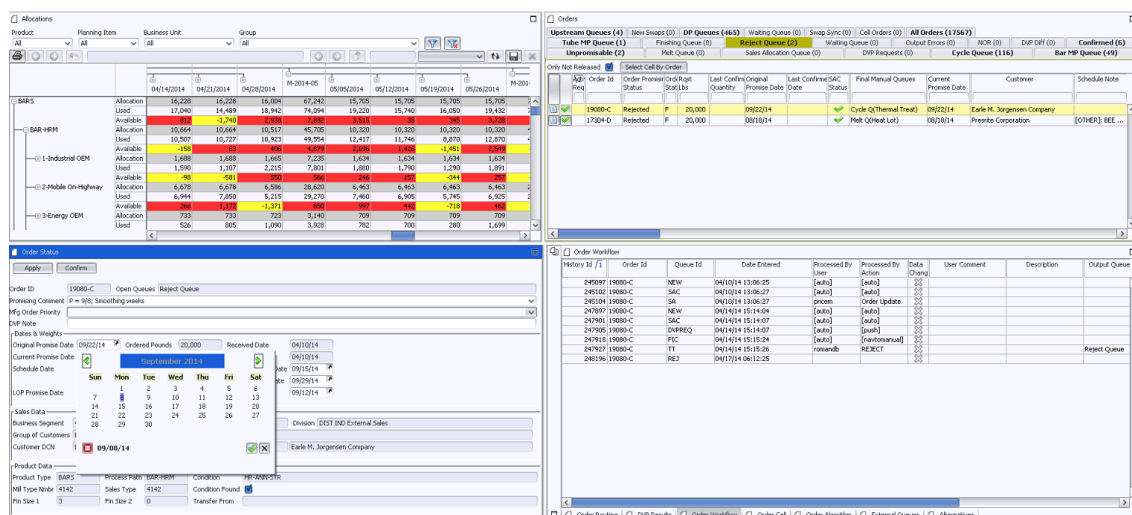 Allocations
Product Planning Item Business Unit Group
All All All All
04/14/2014 04/21/2014 04/28/2014 M-2014-05 05/05/2014 05/12/2014 05/19/2014 05/26/2014 M-201
BARS Allocation 16,228 16,228 16,004 67,242 15,705 15,705 15,705 15,705
Used 17,040 14,489 18,942 74,094 19,220 15,740 16,050 19,432
Available 812 -1,740 2,938 7,882 3,515 35 345 3,728
BAR-HRM Allocation 10,664 10,664 10,517 45,705 10,320 10,320 10,320 10,320
Used 10,507 10,727 10,923 49,554 12,417 11,746 8,870 12,870
Available -158 63 406 4,879 2,096 1,426 -1,451 2,549
1-Industrial OEM Allocation 1,688 1,688 1,665 7,235 1,634 1,634 1,634 1,634
Used 1,590 1,107 2,215 7,801 1,880 1,790 1,290 1,891
Available -98 -581 550 566 246 157 -344 257
2-Mobile On-Highway Allocation 6,678 6,678 6,586 28,620 6,463 6,463 6,463 6,463
Used 6,944 7,850 5,215 29,270 7,460 6,905 5,745 6,925
Available 266 1,172 -1,371 650 997 442 -718 462
3-Energy OEM Allocation 733 733 723 3,140 709 709 709 709
Used 526 805 1,090 3,928 782 700 280 1,699
Orders
Upstream Queues (4) New Swaps (0) DP Queues (465) Waiting Queue (0) Swap Sync (0) Cell Orders (0) All Orders (17567)
Tube MP Queue (1) Finishing Queue (0) Reject Queue (2) Waiting Queue (0) Output Errors (0) NOR (0) DVP Diff (0) Confirmed (6)
Unpromisable (2) Melt Queue (0) Sales Allocation Queue (0) DVP Requests (0) Cycle Queue (116) Bar MP Queue (49)
Only Not Released Select Cell By Order
Req Order Id Order Promisin Status Stat Rqst Lbs Last Confirm Quantity Original Promise Date Last Confirme Date SAC Status Final Manual Queues Current Promise Date Customer Schedule Note
19080-C Rejected F 20,000 09/22/14 Cycle Q(Thermal Treat) 09/22/14 Earle M. Jorgensen Company
17304-D Rejected F 20,000 08/18/14 Melt Q(Heat Lot) 08/18/14 Presrite Corporation [OTHER]: BEE ...
Order Status
Apply Confirm
Order ID 19080-C Open Queues Reject Queue
Promising Comment P = 9/8; Smoothing weeks
Mfg Order Priority
DVP Note
Dates & Weights
Original Promise Date 09/22/14 Ordered Pounds 20,000 Received Date 04/10/14
Current Promise Date 04/10/14
Schedule Date ate 09/15/14
ate 09/29/14
LOP Promise Date 09/12/14
September 2014
Sun Mon Tue Wed Thu Fri Sat
1 2 3 4 5 6
7 8 9 10 11 12 13
14 15 16 17 18 19 20
21 22 23 24 25 26 27
28 29 30
09/08/14
Sales Data
Business Segment Division DIST IND External Sales
Group of Customers
Customer DCN Earle M. Jorgensen Company
Product Data
Product Type BARS Process Path BAR-HRM Condition HR-ANN-STR
Mill Type Nmbr 4142 Sales Type 4142 Condition Found
Fin Size 1 3 Fin Size 2 0 Transfer From
Order Workflow
History Id Order Id Queue Id Date Entered Processed By User Processed By Action Data Chang User Comment Description Output Queue
245097 19080-C NEW 04/10/14 13:06:25 [auto] [auto]
245102 19080-C SAC 04/10/14 13:06:27 [auto] [auto]
245104 19080-C SA 04/10/14 13:06:27 pricem Order Update
247897 19080-C NEW 04/14/14 15:14:04 [auto] [auto]
247901 19080-C SAC 04/14/14 15:14:07 [auto] [auto]
247905 19080-C DVPREQ 04/14/14 15:14:07 [auto] [push]
247918 19080-C FIC 04/14/14 15:15:24 [auto] [navtomanual]
247927 19080-C TT 04/14/14 15:15:26 romandb REJECT Reject Queue
248196 19080-C REJ 04/17/14 06:12:25
Order Routing DVP Results Order Workflow Order Cell Order Algorithm External Queues Alternatives